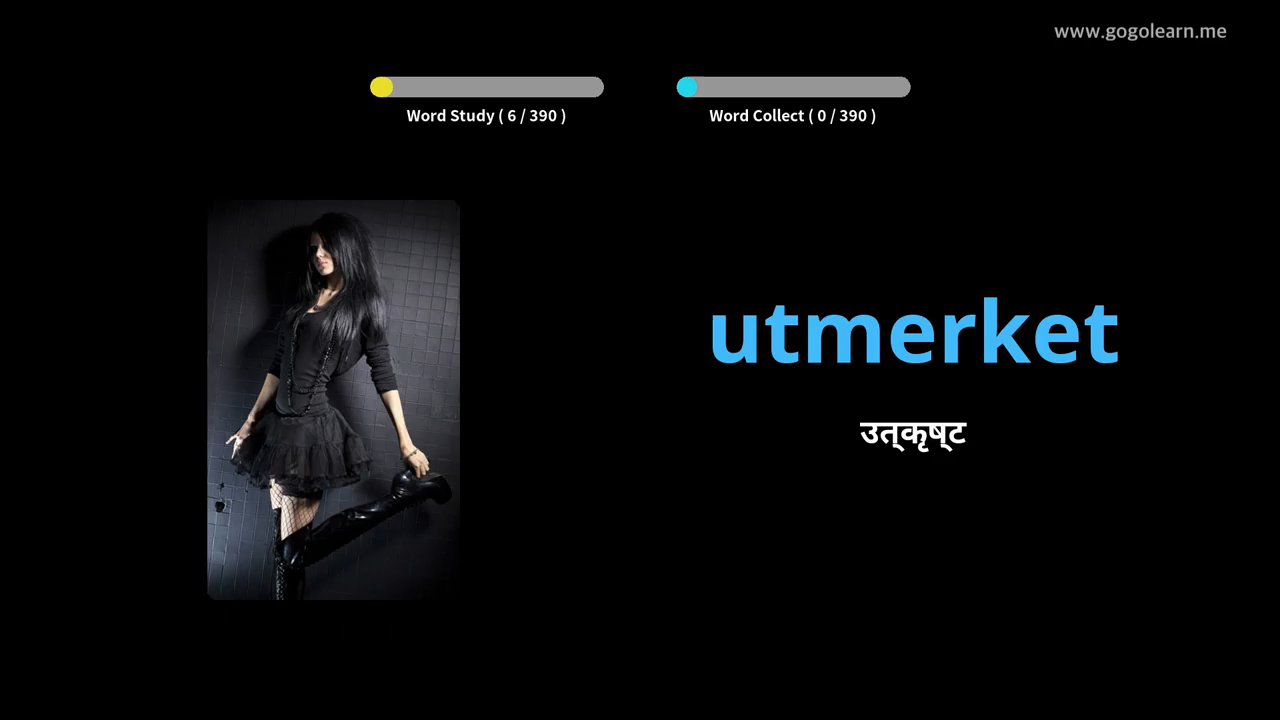 www.gogolearn.me
Word Study ( 6 / 390 )
Word Collect ( 0 / 390 )
utmerket
उत्कृष्ट